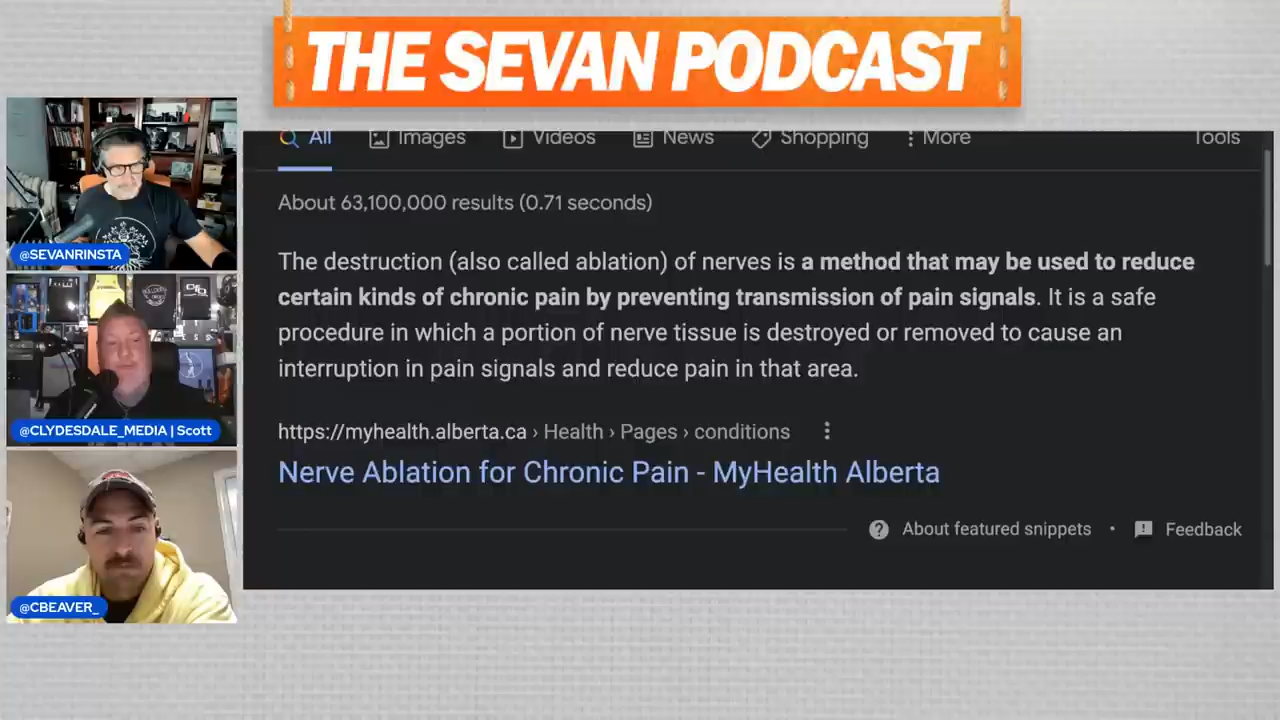 THE SEVAN PODCAST
@SEVANRINSTA
@CLYDESDALE_MEDIA | Scott
@CBEAVER_
All Images Videos News Shopping More Tools
About 63,100,000 results (0.71 seconds)
The destruction (also called ablation) of nerves is a method that may be used to reduce
certain kinds of chronic pain by preventing transmission of pain signals. It is a safe
procedure in which a portion of nerve tissue is destroyed or removed to cause an
interruption in pain signals and reduce pain in that area.
https://myhealth.alberta.ca › Health › Pages › conditions
Nerve Ablation for Chronic Pain - MyHealth Alberta
About featured snippets • Feedback